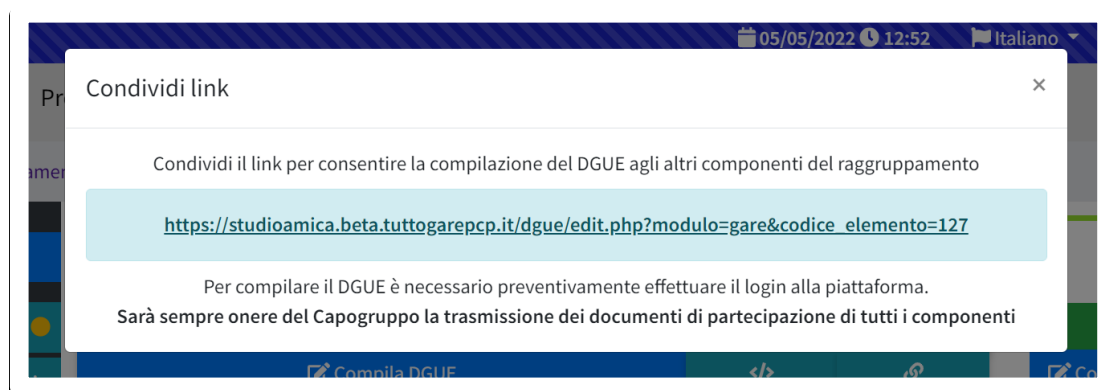 05/05/2022 12:52 Italiano
Condividi link ×
Condividi il link per consentire la compilazione del DGUE agli altri componenti del raggruppamento
https://studioamica.beta.tuttogarepcp.it/dgue/edit.php?modulo=gare&codice_elemento=127
Per compilare il DGUE è necessario preventivamente effettuare il login alla piattaforma.
Sarà sempre onere del Capogruppo la trasmissione dei documenti di partecipazione di tutti i componenti
Compila DGUE </>